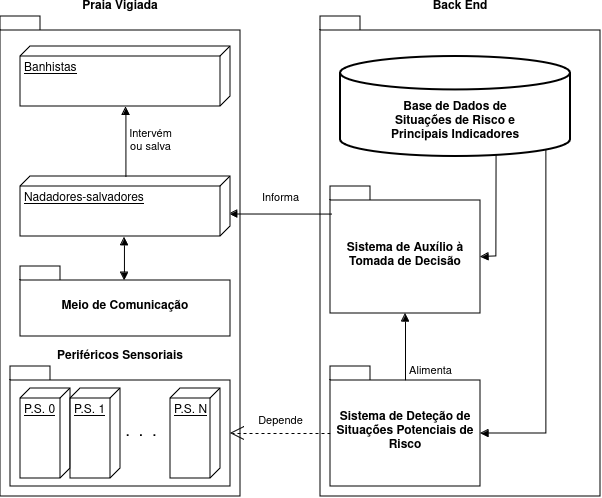 Praia Vigiada
Banhistas
Intervém
ou salva
Nadadores-salvadores
Meio de Comunicação
Periféricos Sensoriais
P.S. 0
P.S. 1
. . .
P.S. N
Informa
Depende
Back End
Base de Dados de
Situações de Risco e
Principais Indicadores
Sistema de Auxílio à
Tomada de Decisão
Alimenta
Sistema de Deteção de
Situações Potenciais de
Risco